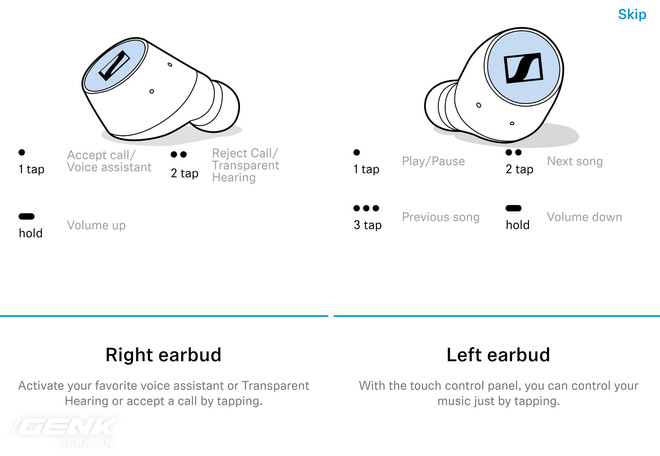 Skip
1 tap
Accept call/
Voice assistant
2 tap
Reject Call/
Transparent
Hearing
hold
Volume up
Right earbud
Activate your favorite voice assistant or Transparent
Hearing or accept a call by tapping.
1 tap
Play/Pause
2 tap
Next song
3 tap
Previous song
hold
Volume down
Left earbud
With the touch control panel, you can control your
music just by tapping.
GENK
GENK.VN